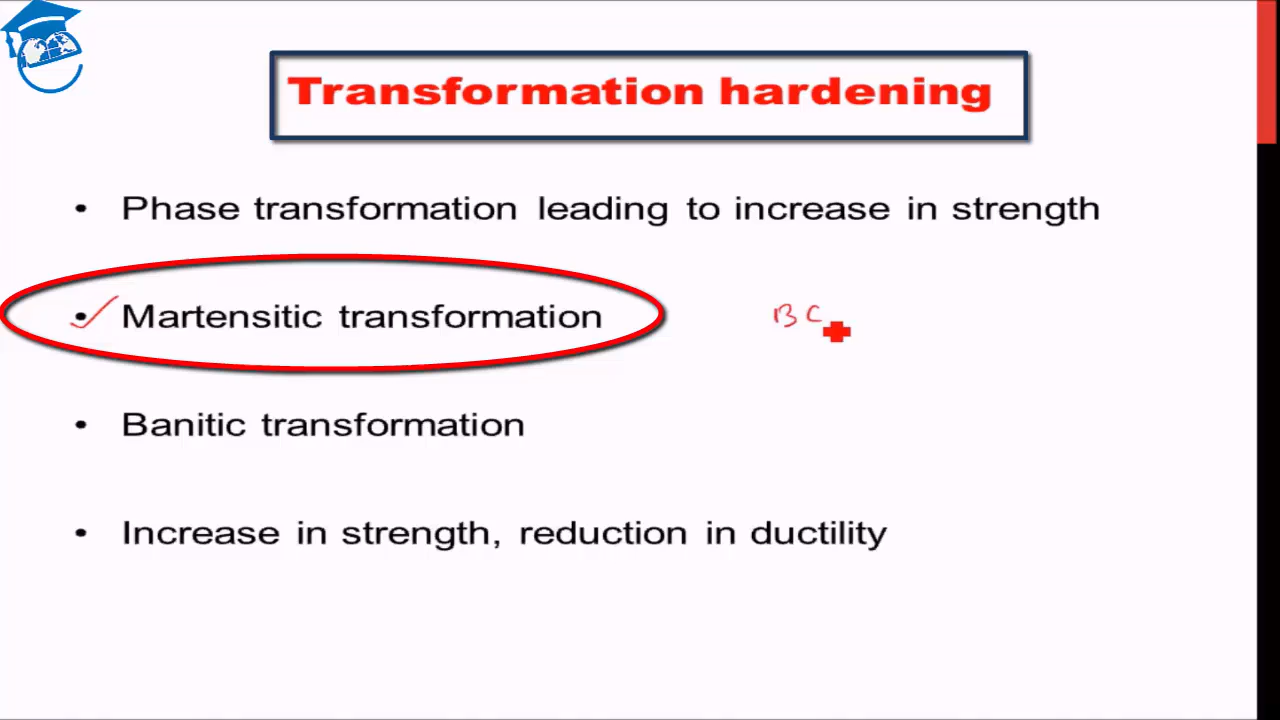 Transformation hardening
• Phase transformation leading to increase in strength
• Martensitic transformation BC
• Banitic transformation
• Increase in strength, reduction in ductility